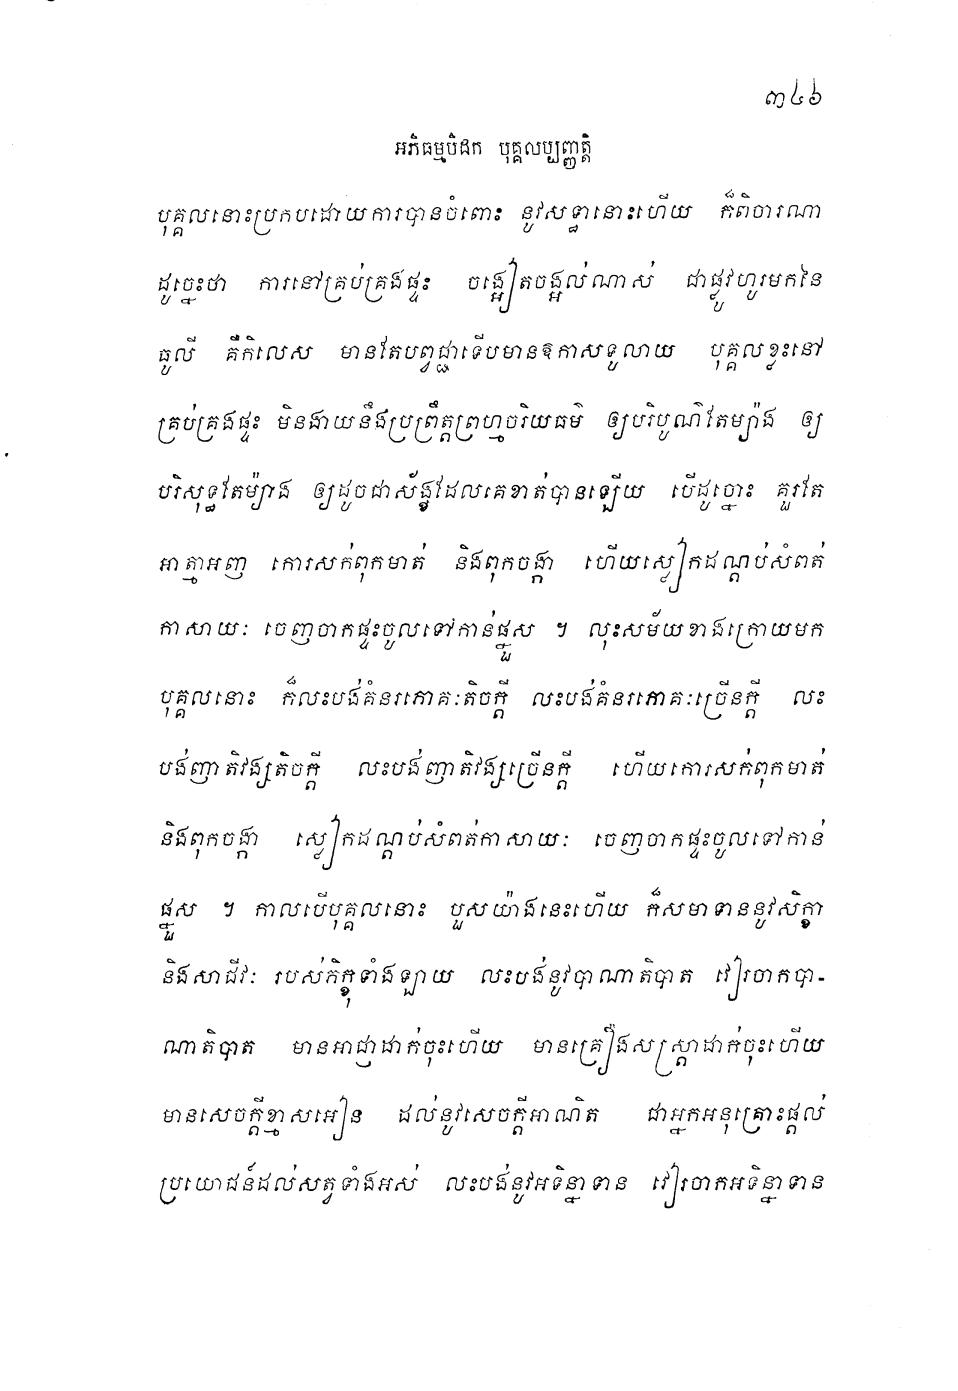 ៣៤៦
អភិធម្មបិដក បុគ្គលប្បញ្ញត្តិ
បុគ្គលនោះប្រកបដោយការបានចំពោះ នូវសទ្ធានោះហើយ ក៏ពិចារណា
ដូច្នេះថា ការនៅគ្រប់គ្រងផ្ទះ ចង្អៀតចង្អល់ណាស់ ជាផ្លូវហូរមកនៃ
ធូលី គឺកិលេស មានតែបព្វជ្ជាទើបមានឱកាសទូលាយ បុគ្គលខ្លះនៅ
គ្រប់គ្រងផ្ទះ មិនងាយនឹងប្រព្រឹត្តព្រហ្មចរិយធម៌ ឲ្យបរិបូណ៌តែម្យ៉ាង ឲ្យ
បរិសុទ្ធតែម៉្យាង ឲ្យដូចជាស័ង្ខដែលគេខាត់បានឡើយ បើដូច្នោះ គួរតែ
អាត្មាអញ កោរសក់ពុកមាត់ និងពុកចង្កា ហើយស្លៀកដណ្តប់សំពត់
កាសាយៈ ចេញចាកផ្ទះចូលទៅកាន់ផ្នួស ។ លុះសម័យខាងក្រោយមក
បុគ្គលនោះ ក៏លះបង់គំនរភោគៈតិចក្តី លះបង់គំនរភោគៈច្រើនក្តី លះ
បង់ញាតិវង្សតិចក្តី លះបង់ញាតិវង្សច្រើនក្តី ហើយកោរសក់ពុកមាត់
និងពុកចង្កា ស្លៀកដណ្តប់សំពត់កាសាយៈ ចេញចាកផ្ទះចូលទៅកាន់
ផ្នួស ។ កាលបើបុគ្គលនោះ បួសយ៉ាងនេះហើយ ក៏សមាទាននូវសិក្ខា
និងសាជីវៈ របស់ភិក្ខុទាំងឡាយ លះបង់នូវបាណាតិបាត វៀរចាកបា-
ណាតិបាត មានអាជ្ញាដាក់ចុះហើយ មានគ្រឿងសស្ត្រាដាក់ចុះហើយ
មានសេចក្តីខ្មាសអៀន ដល់នូវសេចក្តីអាណិត ជាអ្នកអនុគ្រោះផ្តល់
ប្រយោជន៍ដល់សត្វទាំងអស់ លះបង់នូវអទិន្នាទាន វៀរចាកអទិន្នាទាន